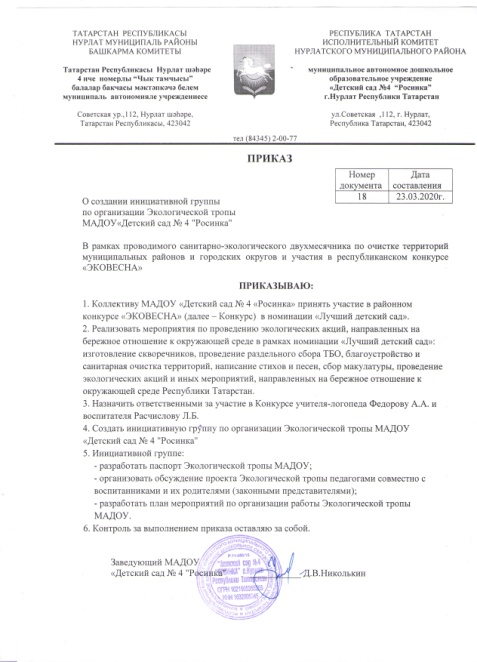 ТАТАРСТАН РЕСПУБЛИКАСЫ
НУРЛАТ МУНИЦИПАЛЬ РАЙОНЫ
БАШКАРМА КОМИТЕТЫ
Татарстан Республикасы Нурлат шәһәре
4 нче номерлы “Чык тамчысы”
балалар бакчасы мәктәпкәчә белем
муниципаль автономияле учреждениесе
Советская ур.,112, Нурлат шәһәре,
Татарстан Республикасы, 423042
РЕСПУБЛИКА ТАТАРСТАН
ИСПОЛНИТЕЛЬНЫЙ КОМИТЕТ
НУРЛАТСКОГО МУНИЦИПАЛЬНОГО РАЙОНА
муниципальное автономное дошкольное
образовательное учреждение
«Детский сад №4 “Росинка”
г.Нурлат Республики Татарстан
ул.Советская ,112, г. Нурлат,
Республика Татарстан, 423042
тел (84345) 2-00-77
ПРИКАЗ
Номер документа Дата составления
18 23.03.2020г.
О создании инициативной группы
по организации Экологической тропы
МАДОУ«Детский сад № 4 "Росинка"
В рамках проводимого санитарно-экологического двухмесячника по очистке территорий
муниципальных районов и городских округов и участия в республиканском конкурсе
«ЭКОВЕСНА»
ПРИКАЗЫВАЮ:
1. Коллективу МАДОУ «Детский сад № 4 «Росинка» принять участие в районном
конкурсе «ЭКОВЕСНА» (далее – Конкурс) в номинации «Лучший детский сад».
2. Реализовать мероприятия по проведению экологических акций, направленных на
бережное отношение к окружающей среде в рамках номинации «Лучший детский сад»:
изготовление скворечников, проведение раздельного сбора ТБО, благоустройство и
санитарная очистка территорий, написание стихов и песен, сбор макулатуры, проведение
экологических акций и иных мероприятий, направленных на бережное отношение к
окружающей среде Республики Татарстан.
3. Назначить ответственными за участие в Конкурсе учителя-логопеда Федорову А.А. и
воспитателя Расчислову Л.Б.
4. Создать инициативную группу по организации Экологической тропы МАДОУ
«Детский сад № 4 "Росинка"
5. Инициативной группе:
- разработать паспорт Экологической тропы МАДОУ;
- организовать обсуждение проекта Экологической тропы педагогами совместно с
воспитанниками и их родителями (законными представителями);
- разработать план мероприятий по организации работы Экологической тропы
МАДОУ.
6. Контроль за выполнением приказа оставляю за собой.
Заведующий МАДОУ
«Детский сад № 4 "Росинка" Д.В.Николькин